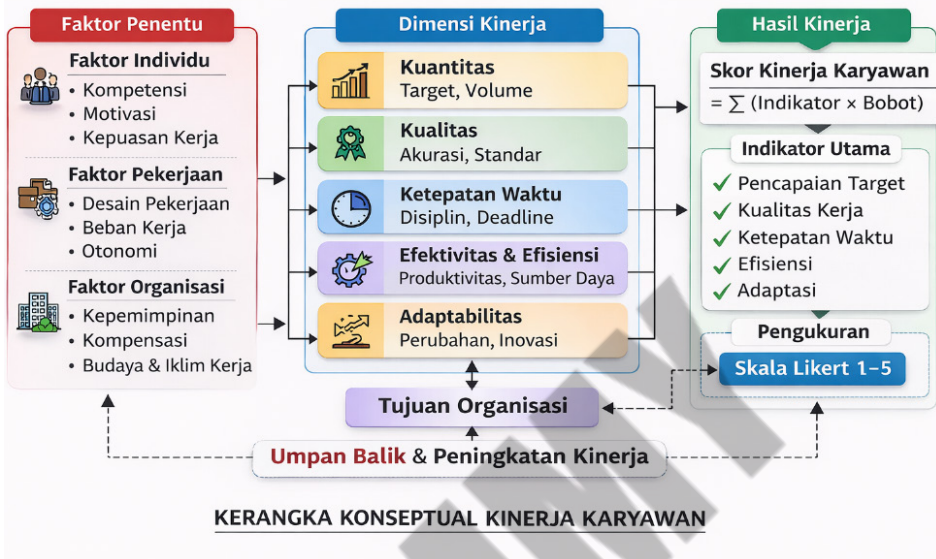 Faktor Penentu
Faktor Individu
• Kompetensi
• Motivasi
• Kepuasan Kerja
Faktor Pekerjaan
• Desain Pekerjaan
• Beban Kerja
• Otonomi
Faktor Organisasi
• Kepemimpinan
• Kompensasi
• Budaya & Iklim Kerja
Dimensi Kinerja
Kuantitas
Target, Volume
Kualitas
Akurasi, Standar
Ketepatan Waktu
Disiplin, Deadline
Efektivitas & Efisiensi
Produktivitas, Sumber Daya
Adaptabilitas
Perubahan, Inovasi
Hasil Kinerja
Skor Kinerja Karyawan
= ∑ (Indikator × Bobot)
Indikator Utama
✓ Pencapaian Target
✓ Kualitas Kerja
✓ Ketepatan Waktu
✓ Efisiensi
✓ Adaptasi
Pengukuran
Skala Likert 1–5
Tujuan Organisasi
Umpan Balik & Peningkatan Kinerja
KERANGKA KONSEPTUAL KINERJA KARYAWAN